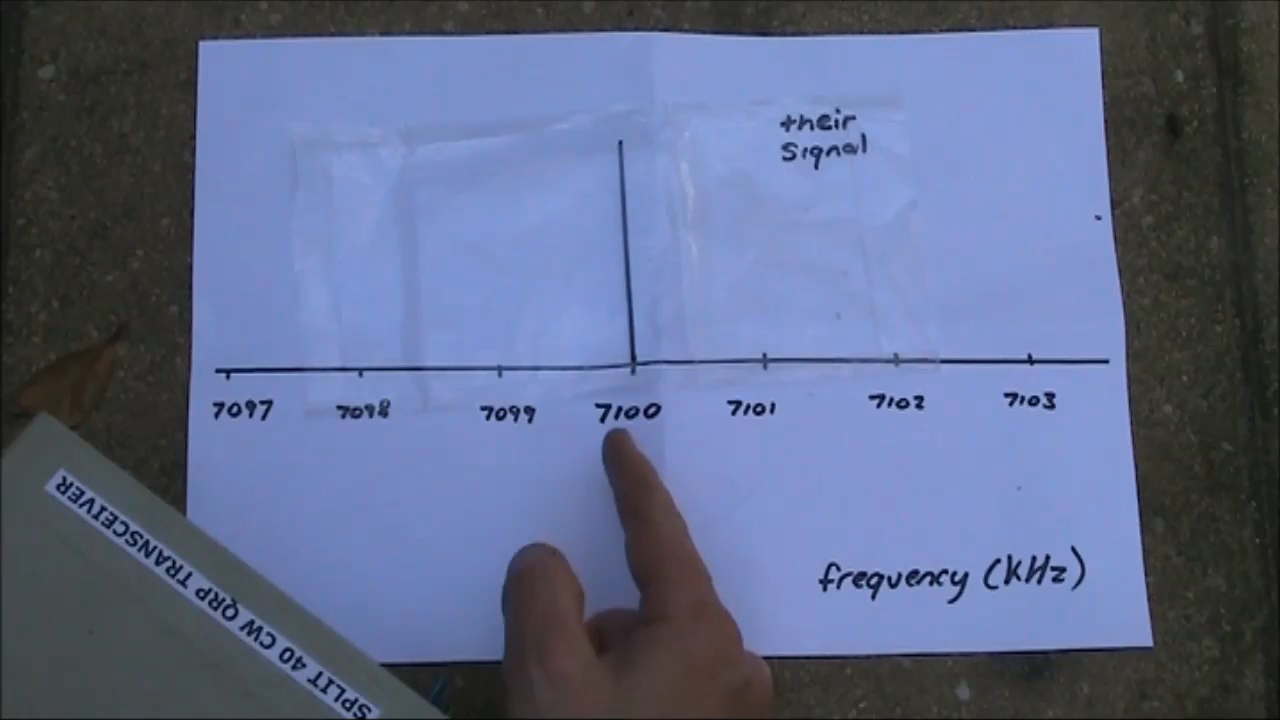 their
signal
7097 7098 7099 7100 7101 7102 7103
frequency (kHz)
SPLIT 40 CW QRP TRANSCEIVER